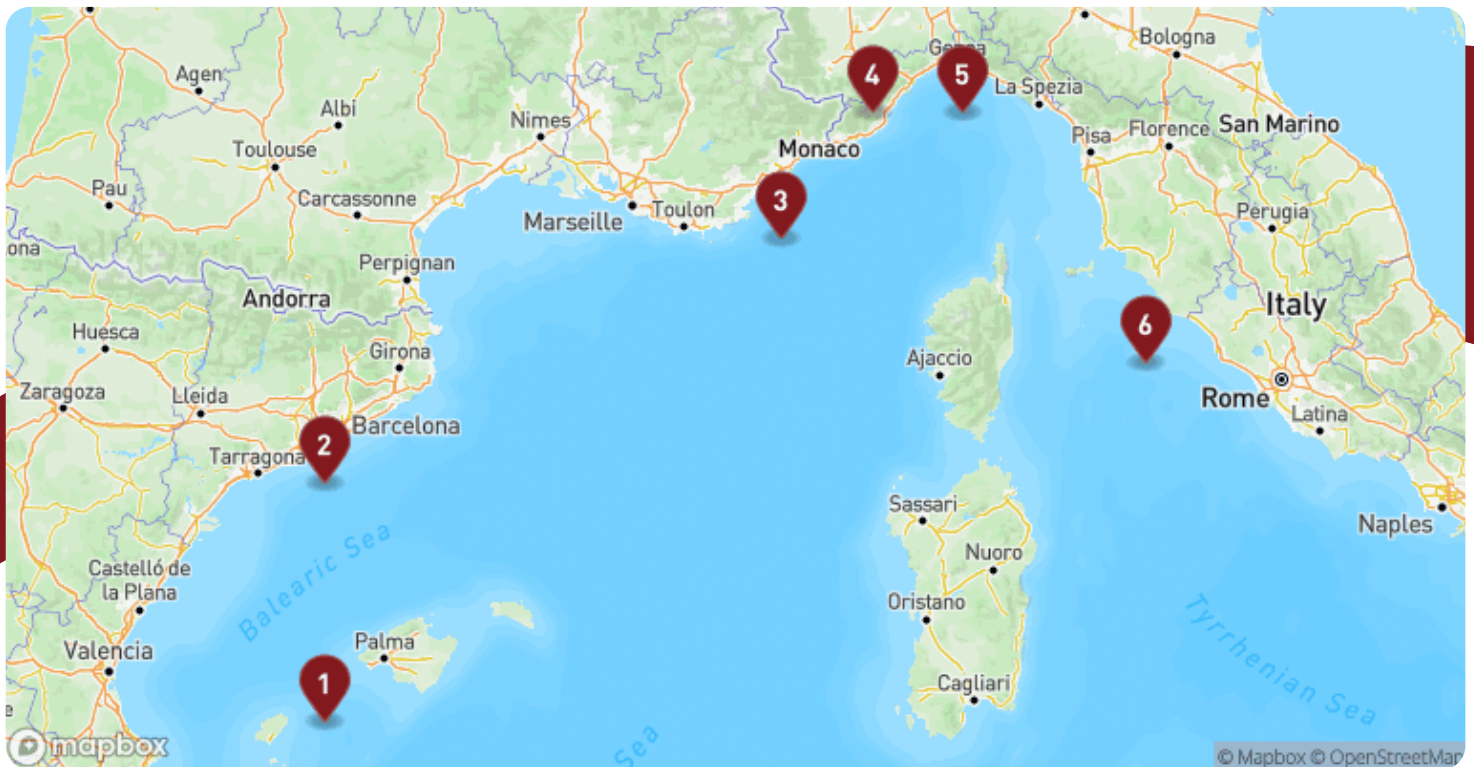 Bologna
Genoa
Agen
4
5
La Spezia
Albi
Nimes
San Marino
Pisa
Florence
Toulouse
Monaco
Pau
Carcassonne
3
Toulon
Marseille
Perugia
ona
Perpignan
Andorra
Italy
Huesca
6
Girona
Ajaccio
Zaragoza
Lleida
Rome
Latina
Barcelona
2
Tarragona
Sassari
Naples
Balearic Sea
Nuoro
Castelló de
la Plana
Oristano
Valencia
Palma
Tyrrhenian Sea
1
Cagliari
e
Sea
mapbox
© Mapbox © OpenStreetMap